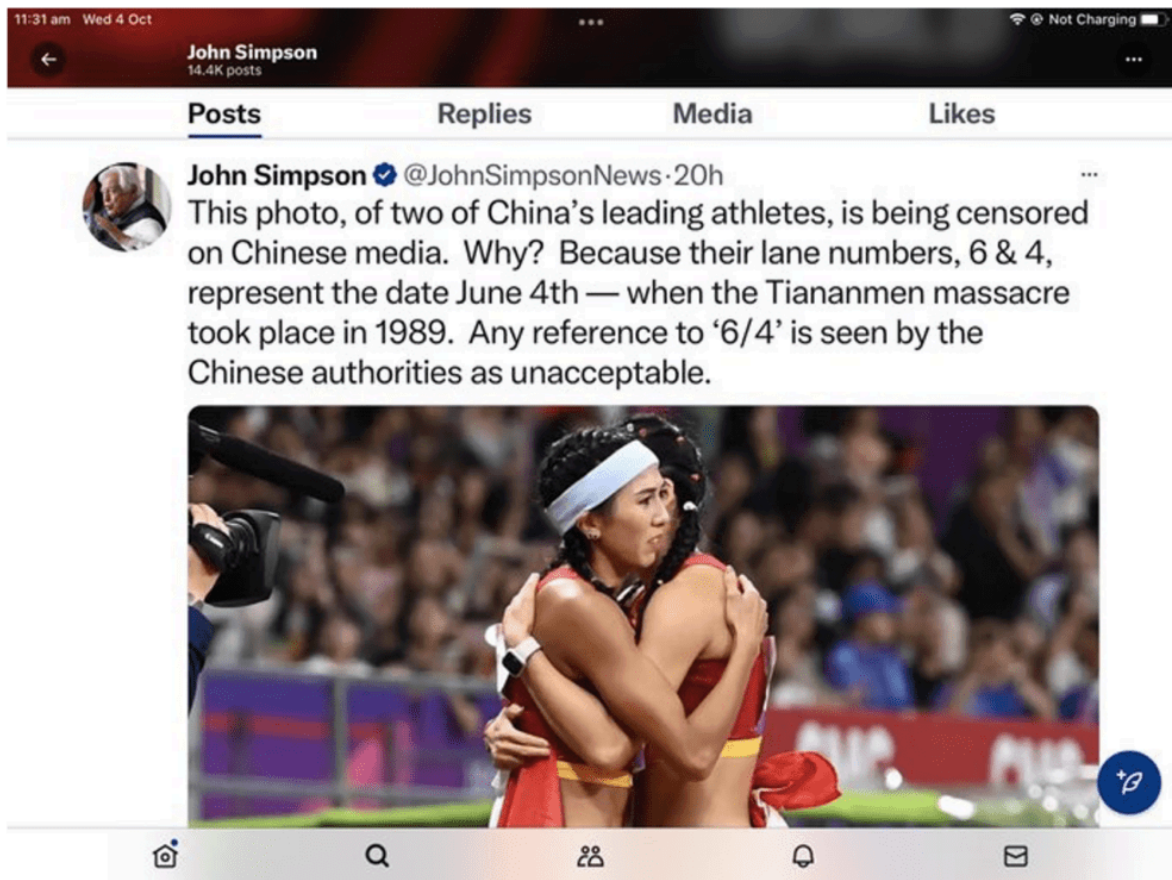 11:31 am Wed 4 Oct
Not Charging
John Simpson
14.4K posts
Posts Replies Media Likes
John Simpson @JohnSimpsonNews·20h
This photo, of two of China's leading athletes, is being censored
on Chinese media. Why? Because their lane numbers, 6 & 4,
represent the date June 4th — when the Tiananmen massacre
took place in 1989. Any reference to '6/4' is seen by the
Chinese authorities as unacceptable.